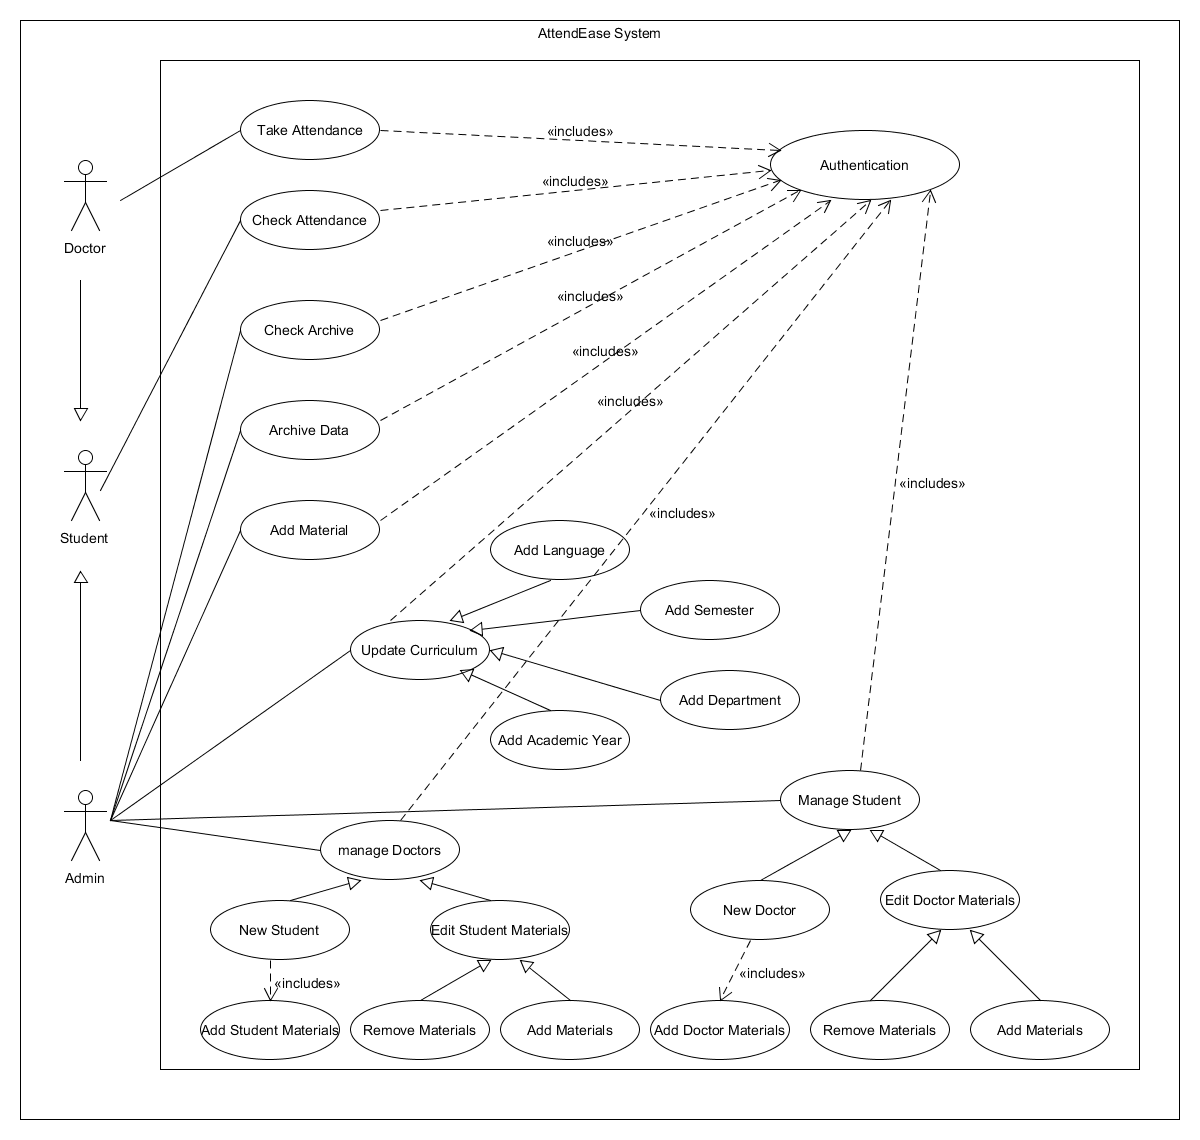 AttendEase System
Take Attendance
«includes»
Authentication
Check Attendance
«includes»
Doctor
«includes»
Check Archive
«includes»
Archive Data
«includes»
«includes»
Student
Add Material
«includes»
«includes»
Add Language
Add Semester
Update Curriculum
Add Department
Add Academic Year
Manage Student
Admin
manage Doctors
New Student
Edit Student Materials
New Doctor
Edit Doctor Materials
«includes»
«includes»
Add Student Materials
Remove Materials
Add Materials
Add Doctor Materials
Remove Materials
Add Materials